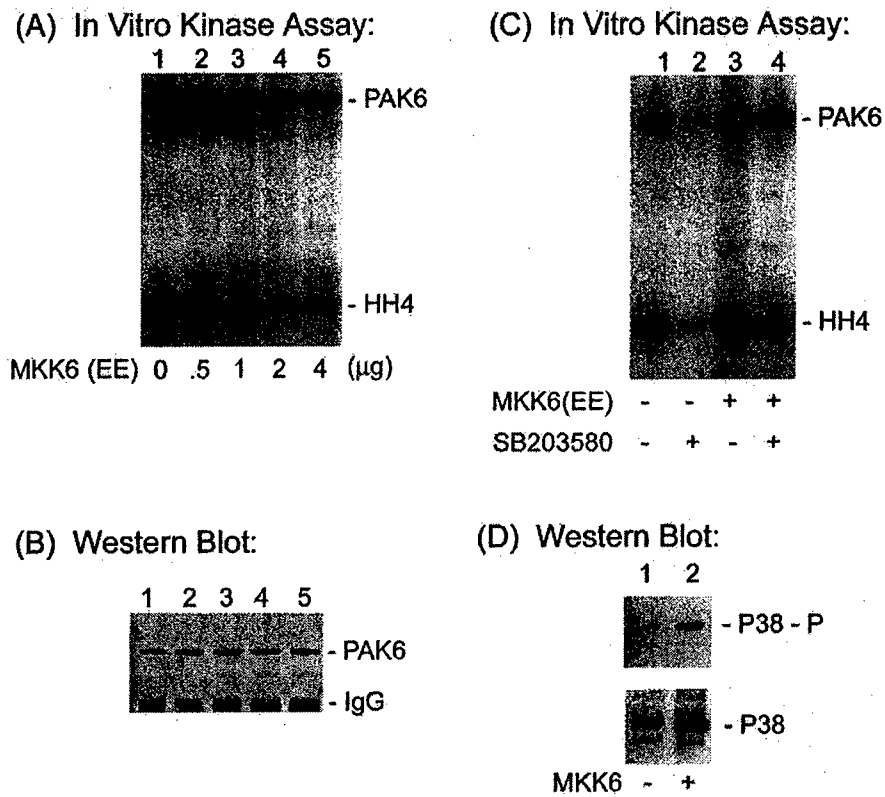 (A) In Vitro Kinase Assay:
1 2 3 4 5
- PAK6
- HH4
MKK6 (EE) 0 .5 1 2 4 (µg)
(B) Western Blot:
1 2 3 4 5
- PAK6
- IgG
(C) In Vitro Kinase Assay:
1 2 3 4
- PAK6
- HH4
MKK6(EE) - - + +
SB203580 - + - +
(D) Western Blot:
1 2
- P38 - P
- P38
MKK6 - +